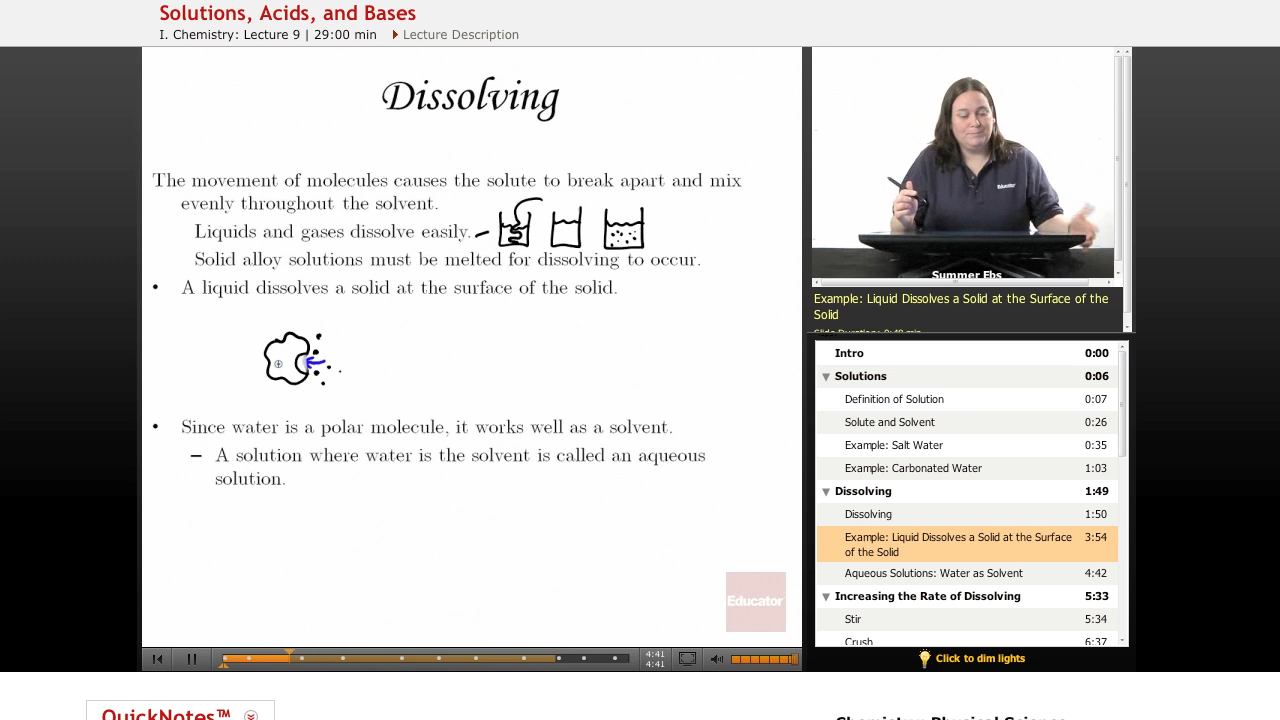 Solutions, Acids, and Bases
I. Chemistry: Lecture 9 | 29:00 min Lecture Description
Dissolving
The movement of molecules causes the solute to break apart and mix
evenly throughout the solvent.
Liquids and gases dissolve easily.
Solid alloy solutions must be melted for dissolving to occur.
• A liquid dissolves a solid at the surface of the solid.
• Since water is a polar molecule, it works well as a solvent.
– A solution where water is the solvent is called an aqueous
solution.
Educator
4:41
4:41
Educator
Example: Liquid Dissolves a Solid at the Surface of the
Solid
Intro 0:00
Solutions 0:06
Definition of Solution 0:07
Solute and Solvent 0:26
Example: Salt Water 0:35
Example: Carbonated Water 1:03
Dissolving 1:49
Dissolving 1:50
Example: Liquid Dissolves a Solid at the Surface 3:54
of the Solid
Aqueous Solutions: Water as Solvent 4:42
Increasing the Rate of Dissolving 5:33
Stir 5:34
Crush 6:37
Click to dim lights
QuickNotes™
Chemistry: Physical Science